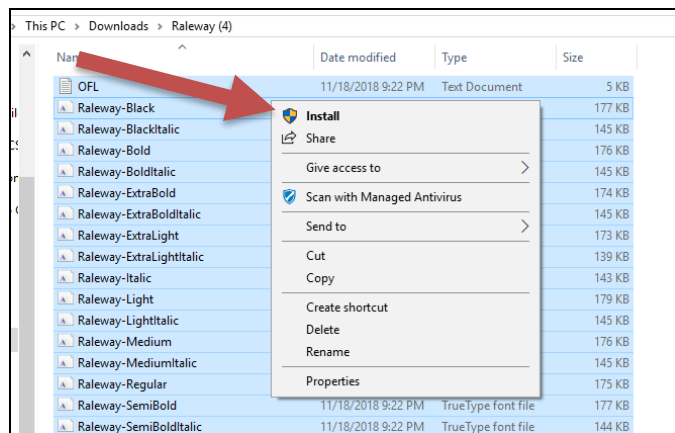 This PC > Downloads > Raleway (4)
Date modified Type Size
OFL 11/18/2018 9:22 PM Text Document 5 KB
Raleway-Black 177 KB
Raleway-BlackItalic 145 KB
Raleway-Bold 176 KB
Raleway-BoldItalic 145 KB
Raleway-ExtraBold 174 KB
Raleway-ExtraBoldItalic 145 KB
Raleway-ExtraLight 173 KB
Raleway-ExtraLightItalic 139 KB
Raleway-Italic 143 KB
Raleway-Light 179 KB
Raleway-LightItalic 145 KB
Raleway-Medium 176 KB
Raleway-MediumItalic 145 KB
Raleway-Regular 175 KB
Raleway-SemiBold 11/18/2018 9:22 PM TrueType font file 177 KB
Raleway-SemiBoldItalic 11/18/2018 9:22 PM TrueType font file 144 KB
Install
Share
Give access to
Scan with Managed Antivirus
Send to
Cut
Copy
Create shortcut
Delete
Rename
Properties